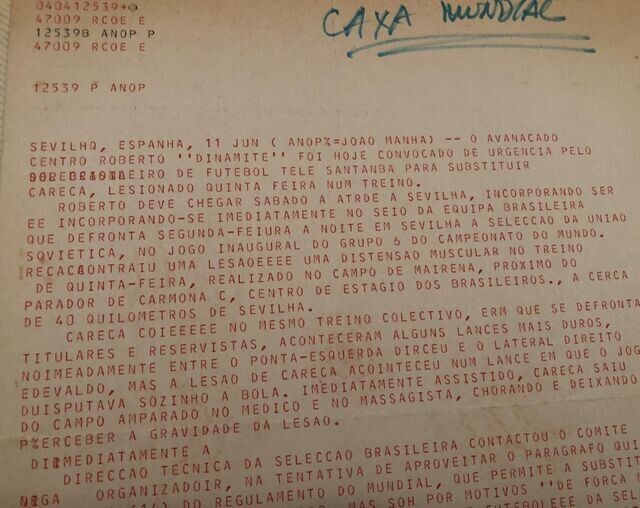 040412539+
47009 RCOE E
12539B ANOP P
47009 RCOE E
CAXA MUNDIAL
12539 P ANOP
SEVILHQ, ESPANHA, 11 JUN ( ANOP%=JOAO MANHA) -- O AVANACADO
CENTRO ROBERTO ''DINAMITE'' FOI HOJE CONVOCADO DE URGENCIA PELO
DE FUTEBOL TELE SANTANBA PARA SUBSTITUIR
CARECA, LESIONADO QUINTA FEIRA NUM TREINO.
ROBERTO DEVE CHEGAR SABADO A ATRDE A SEVILHA, INCORPORANDO SER
EE INCORPORANDO-SE IMEDIATAMENTE NO SEIO DA EQUIPA BRASILEIRA
QUE DEFRONTA SEGUNDA-FEIURA A NOITE EM SEVILHA A SELECCAO DA UNIAO
SOVIETICA, NO JOGO INAUGURAL DO GRUPO 6 DO CAMPEONATO DO MUNDO.
UMA LESAOEEEE UMA DISTENSAO MUSCULAR NO TREINO
DE QUINTA-FEIRA, REALIZADO NO CAMPO DE MAIRENA, PROXIMO DO
PARADOR DE CARMONA C, CENTRO DE ESTAGIO DOS BRASILEIROS., A CERCA
DE 40 QUILOMETROS DE SEVILHA.
CARECA COIEEEEE NO MESMO TREINO COLECTIVO, ERM QUE SE DEFRONTA
TITULARES E RESERVISTAS, ACONTECERAM ALGUNS LANCES MAIS DUROS,
NOIMEADAMENTE ENTRE O PONTA-ESQUERDA DIRCEU E O LATERAL DIREITO
EDEVALDO, MAS A LESAO DE CARECA ACOINTECEU NUM LANCE EM QUE O JOG
DUISPUTAVA SOZINHO A BOLA. IMEDIATAMENTE ASSISTIDO, CARECA SAIU
DO CAMPO AMPARADO NO MEDICO E NO MASSAGISTA, CHORANDO E DEIXANDO
P%ERCEBER A GRAVIDADE DA LESAO.
A
DIRECCAO TECNICA DA SELECCAO BRASILEIRA CONTACTOU O COMITE
ORGANIZADOIR, NA TENTATIVA DE APROVEITAR O PARAGRAFO QUI
DO REGULAMENTO DO MUNDIAL, QUE PERMITE A SUBSTIT
MAS SOH POR MOTIVOS ''DE FORCA M
DA SEL